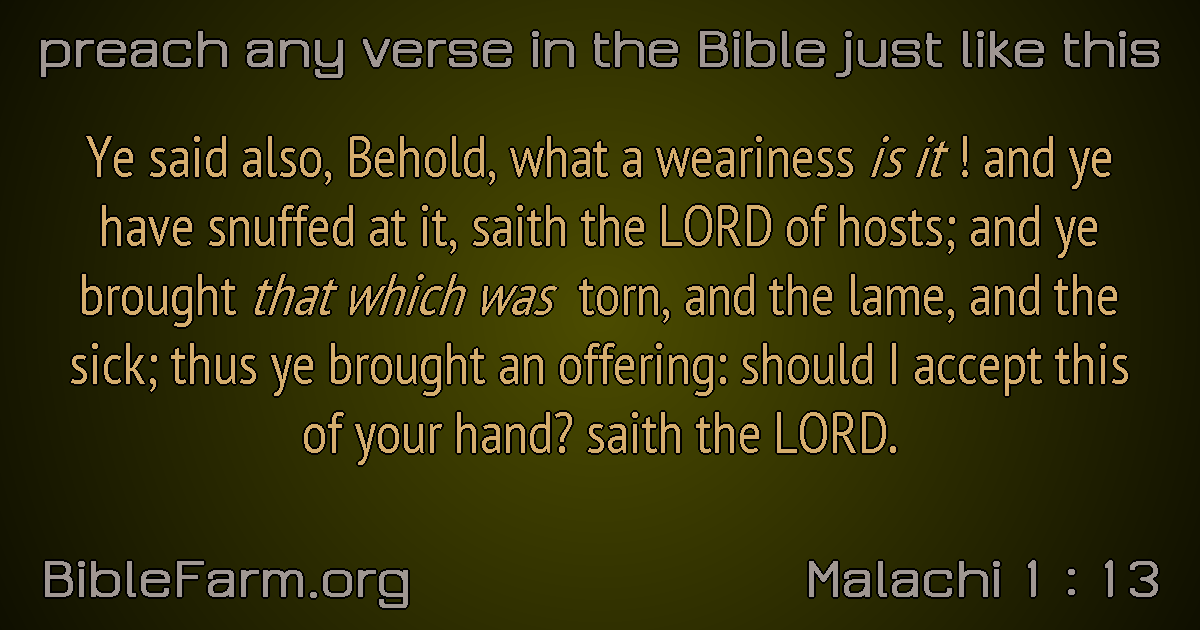 preach any verse in the Bible just like this
Ye said also, Behold, what a weariness is it ! and ye
have snuffed at it, saith the LORD of hosts; and ye
brought that which was torn, and the lame, and the
sick; thus ye brought an offering: should I accept this
of your hand? saith the LORD.
BibleFarm.org
Malachi 1 : 13